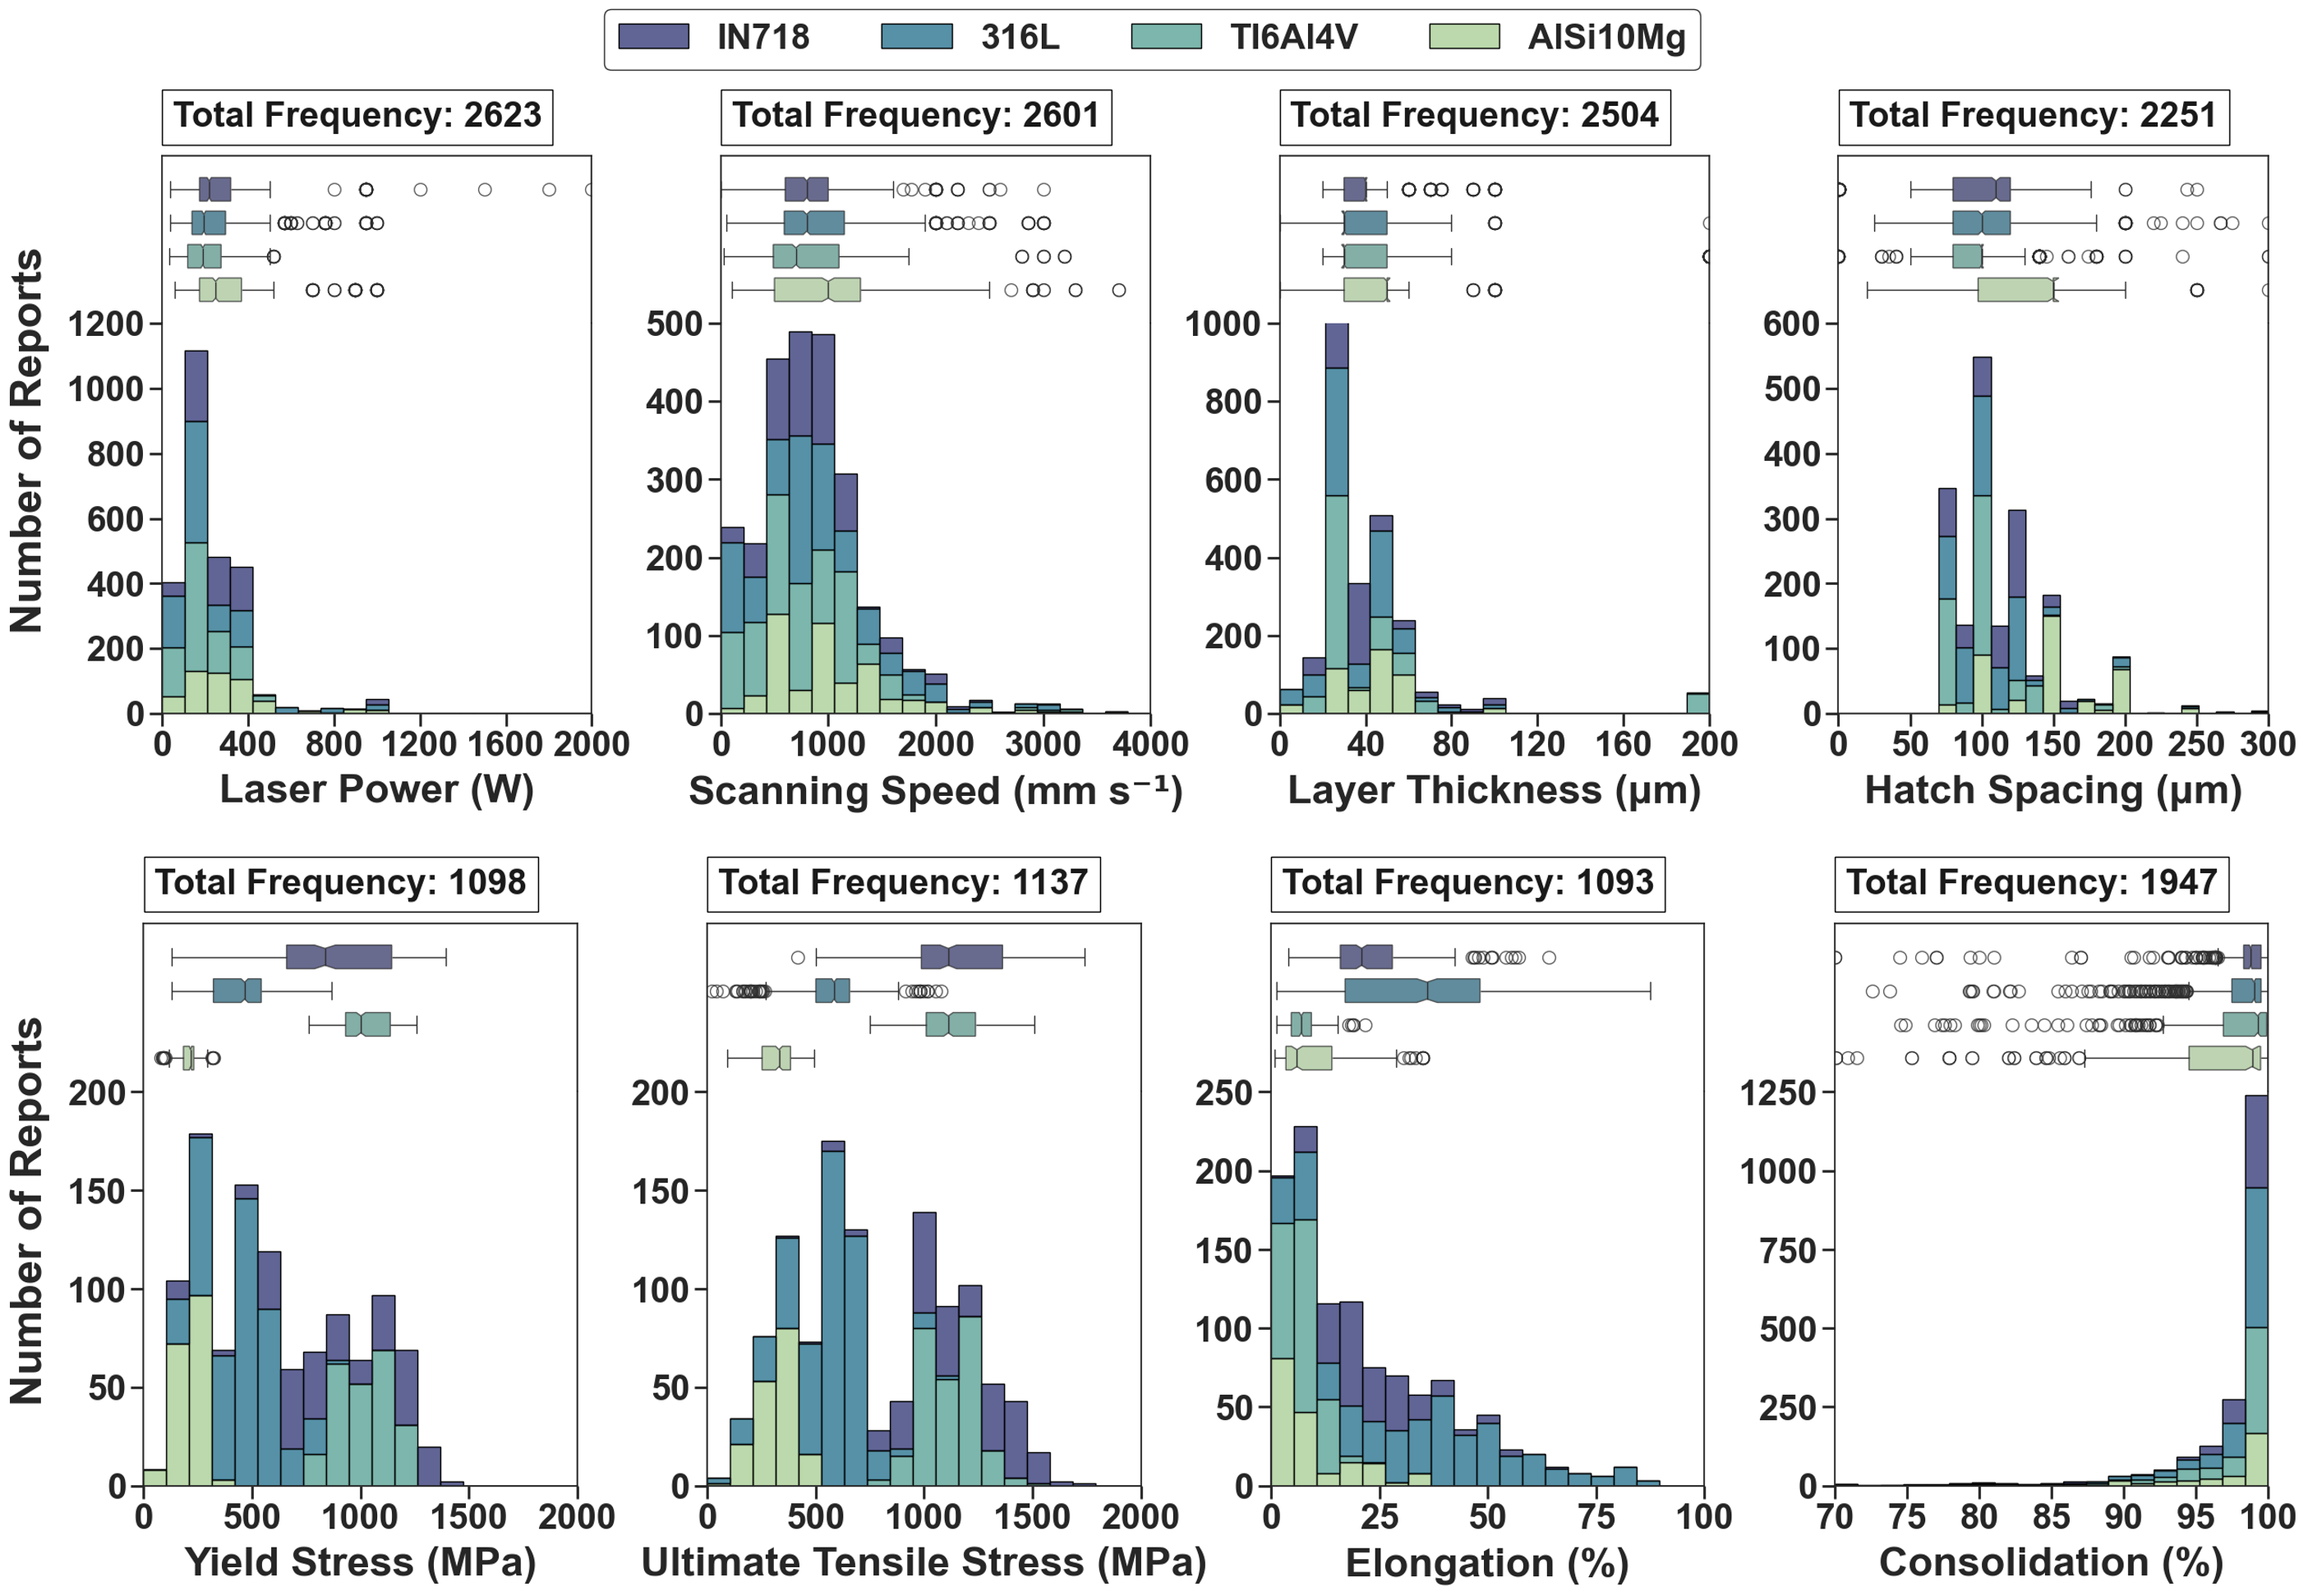 IN718 316L TI6Al4V AlSi10Mg
Total Frequency: 2623
Total Frequency: 2601
Total Frequency: 2504
Total Frequency: 2251
Number of Reports
1200
1000
800
600
400
200
0
0 400 800 1200 1600 2000
Laser Power (W)
500
400
300
200
100
0
0 1000 2000 3000 4000
Scanning Speed (mm s⁻¹)
1000
800
600
400
200
0
0 40 80 120 160 200
Layer Thickness (μm)
600
500
400
300
200
100
0
0 50 100 150 200 250 300
Hatch Spacing (μm)
Total Frequency: 1098
Total Frequency: 1137
Total Frequency: 1093
Total Frequency: 1947
Number of Reports
200
150
100
50
0
0 500 1000 1500 2000
Yield Stress (MPa)
200
150
100
50
0
0 500 1000 1500 2000
Ultimate Tensile Stress (MPa)
250
200
150
100
50
0
0 25 50 75 100
Elongation (%)
1250
1000
750
500
250
0
70 75 80 85 90 95 100
Consolidation (%)